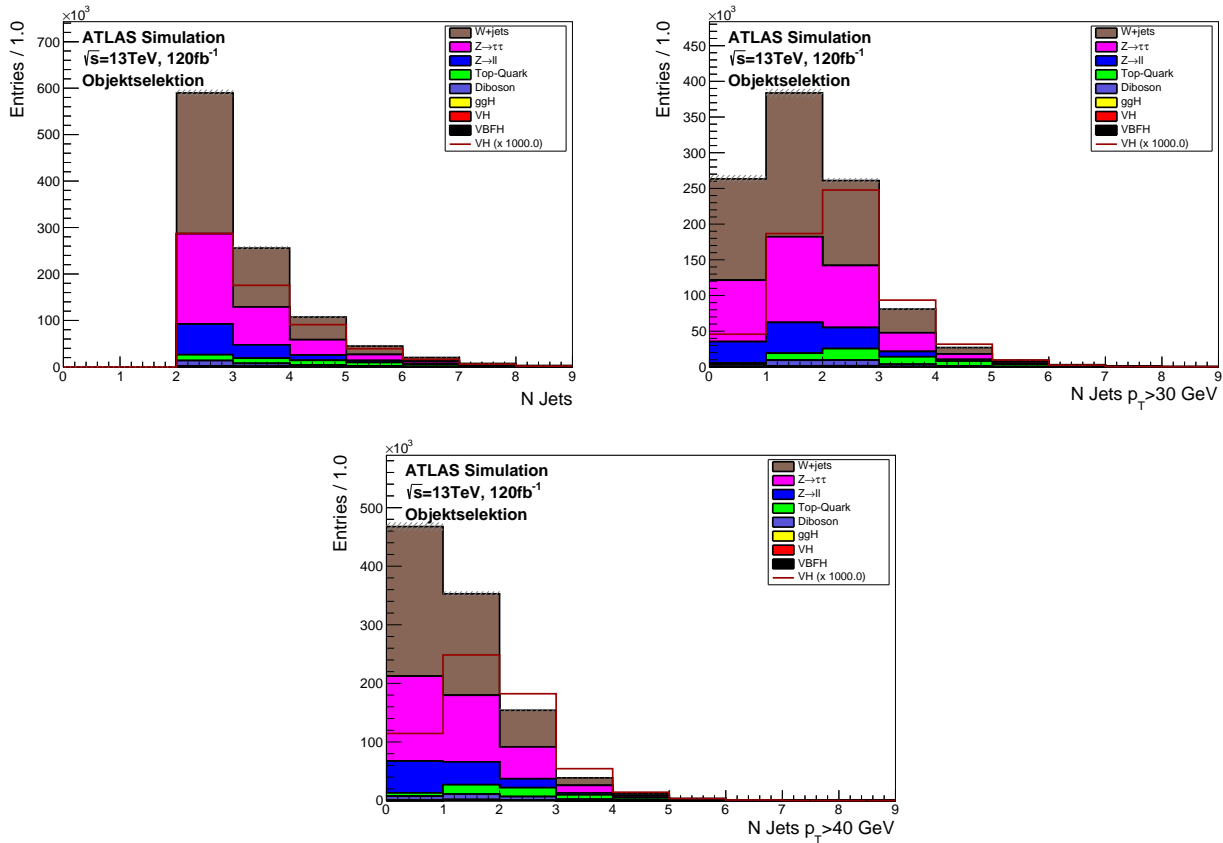 ×10³
Entries / 1.0
ATLAS Simulation
√s=13TeV, 120fb⁻¹
Objektselektion
W+jets
Z→ττ
Z→ll
Top-Quark
Diboson
ggH
VH
VBFH
VH (x 1000.0)
700
600
500
400
300
200
100
0
0 1 2 3 4 5 6 7 8 9
N Jets
×10³
Entries / 1.0
ATLAS Simulation
√s=13TeV, 120fb⁻¹
Objektselektion
W+jets
Z→ττ
Z→ll
Top-Quark
Diboson
ggH
VH
VBFH
VH (x 1000.0)
450
400
350
300
250
200
150
100
50
0
0 1 2 3 4 5 6 7 8 9
N Jets p_T>30 GeV
×10³
Entries / 1.0
ATLAS Simulation
√s=13TeV, 120fb⁻¹
Objektselektion
W+jets
Z→ττ
Z→ll
Top-Quark
Diboson
ggH
VH
VBFH
VH (x 1000.0)
500
400
300
200
100
0
0 1 2 3 4 5 6 7 8 9
N Jets p_T>40 GeV